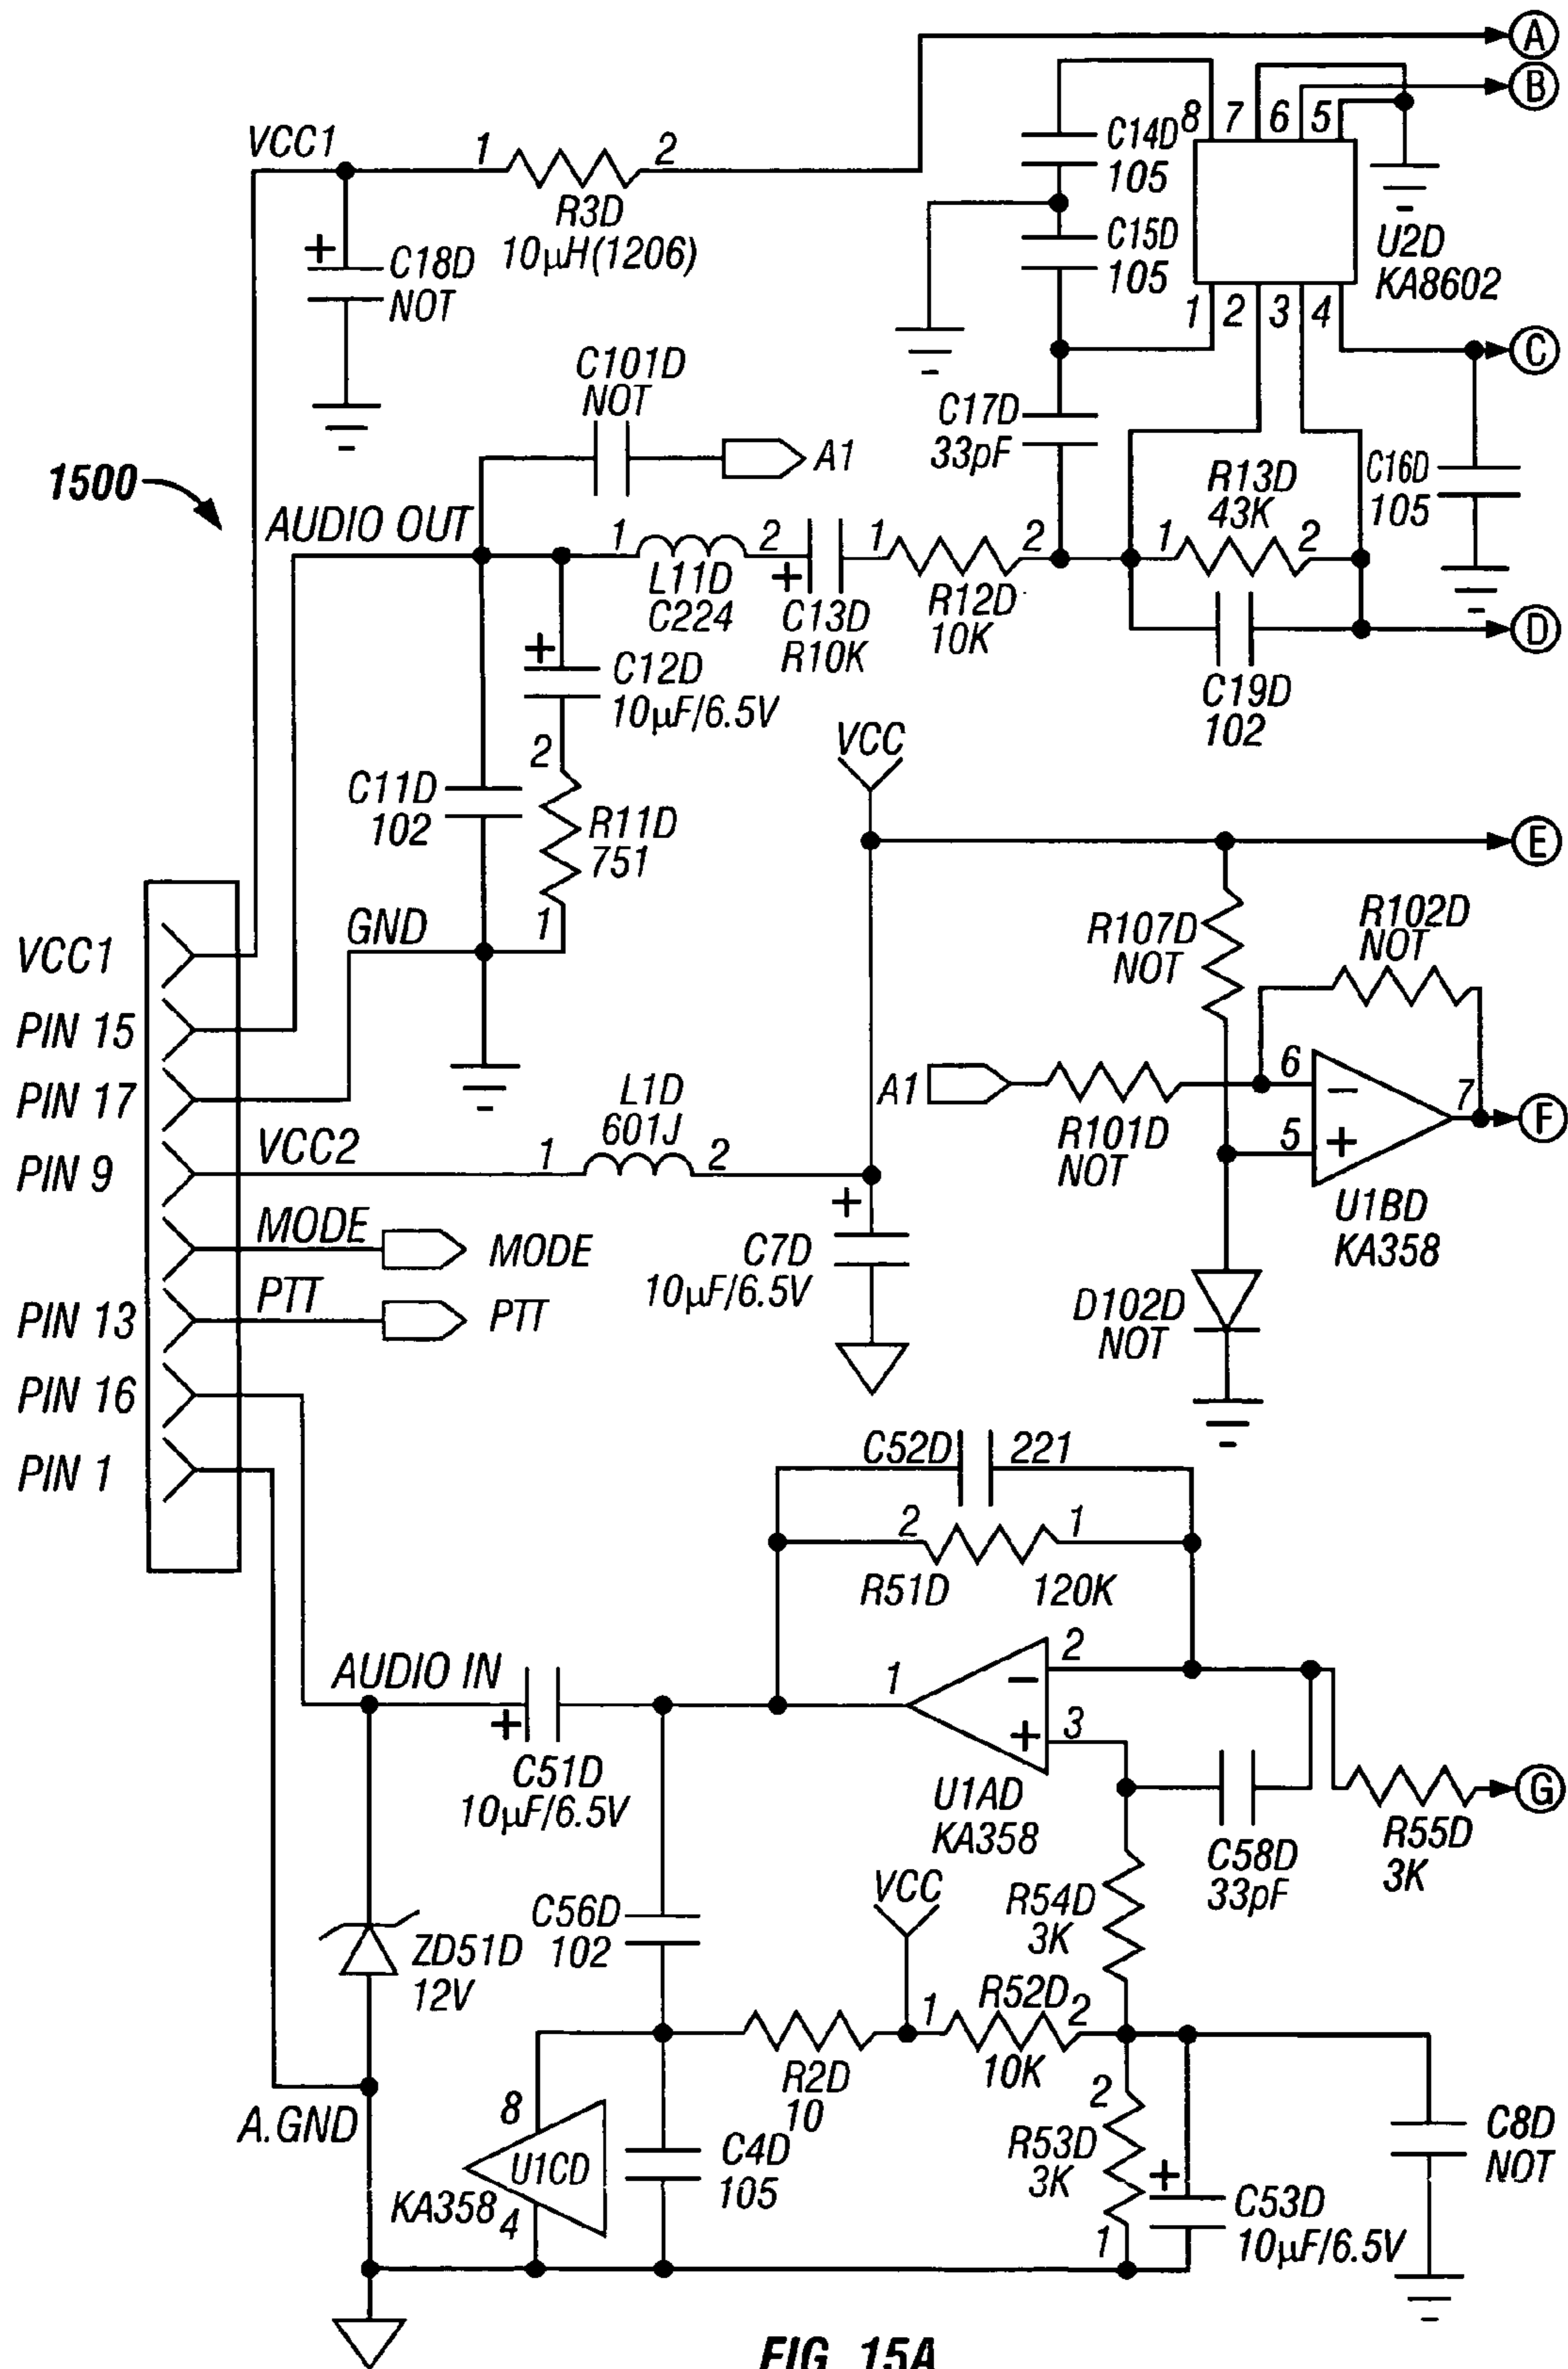 A
B
8 7 6 5
C14D
105
VCC1
1 2
R3D
10µH(1206)
+
C18D
NOT
C15D
105
U2D
KA8602
1 2 3 4
C
C101D
NOT
A1
C17D
33pF
1500
R13D
43K
C16D
105
AUDIO OUT
1 2
L11D
C224
+
C13D
R10K
1 2
R12D
10K
1 2
D
C19D
102
+
C12D
10µF/6.5V
VCC
2
C11D
102
R11D
751
1
E
GND
R107D
NOT
R102D
NOT
VCC1
PIN 15
PIN 17
PIN 9
PIN 13
PIN 16
PIN 1
A1
R101D
NOT
6
−
5
+
7
F
U1BD
KA358
L1D
601J
VCC2
1 2
+
C7D
10µF/6.5V
MODE
MODE
PTT
PTT
D102D
NOT
C52D
221
2 1
R51D
120K
AUDIO IN
+
C51D
10µF/6.5V
1
2
−
+
3
U1AD
KA358
C58D
33pF
R55D
3K
G
VCC
R54D
3K
C56D
102
ZD51D
12V
R2D
10
1 R52D 2
10K
A.GND
8
U1CD
KA358
4
C4D
105
2
R53D
3K
1
+
C53D
10µF/6.5V
C8D
NOT
FIG. 15A